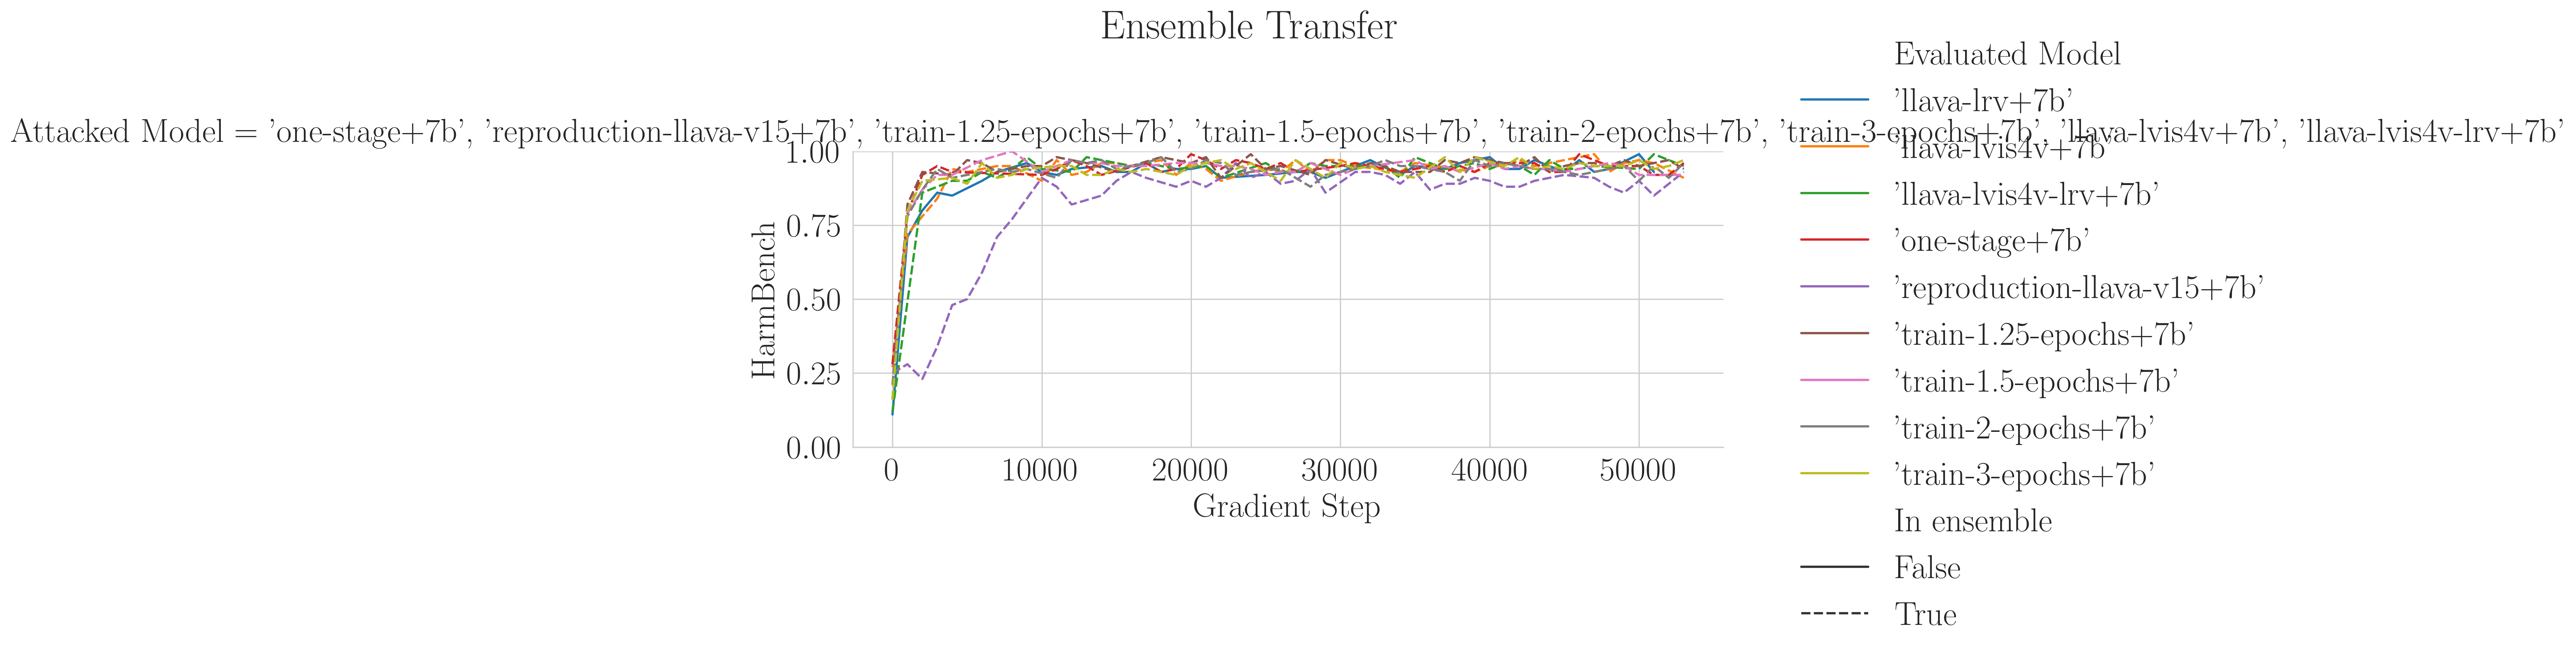 Ensemble Transfer
Attacked Model = 'one-stage+7b', 'reproduction-llava-v15+7b', 'train-1.25-epochs+7b', 'train-1.5-epochs+7b', 'train-2-epochs+7b', 'train-3-epochs+7b', 'llava-lvis4v+7b', 'llava-lvis4v-lrv+7b'
HarmBench
1.00
0.75
0.50
0.25
0.00
0
10000
20000
30000
40000
50000
Gradient Step
Evaluated Model
'llava-lrv+7b'
'llava-lvis4v+7b'
'llava-lvis4v-lrv+7b'
'one-stage+7b'
'reproduction-llava-v15+7b'
'train-1.25-epochs+7b'
'train-1.5-epochs+7b'
'train-2-epochs+7b'
'train-3-epochs+7b'
In ensemble
False
True